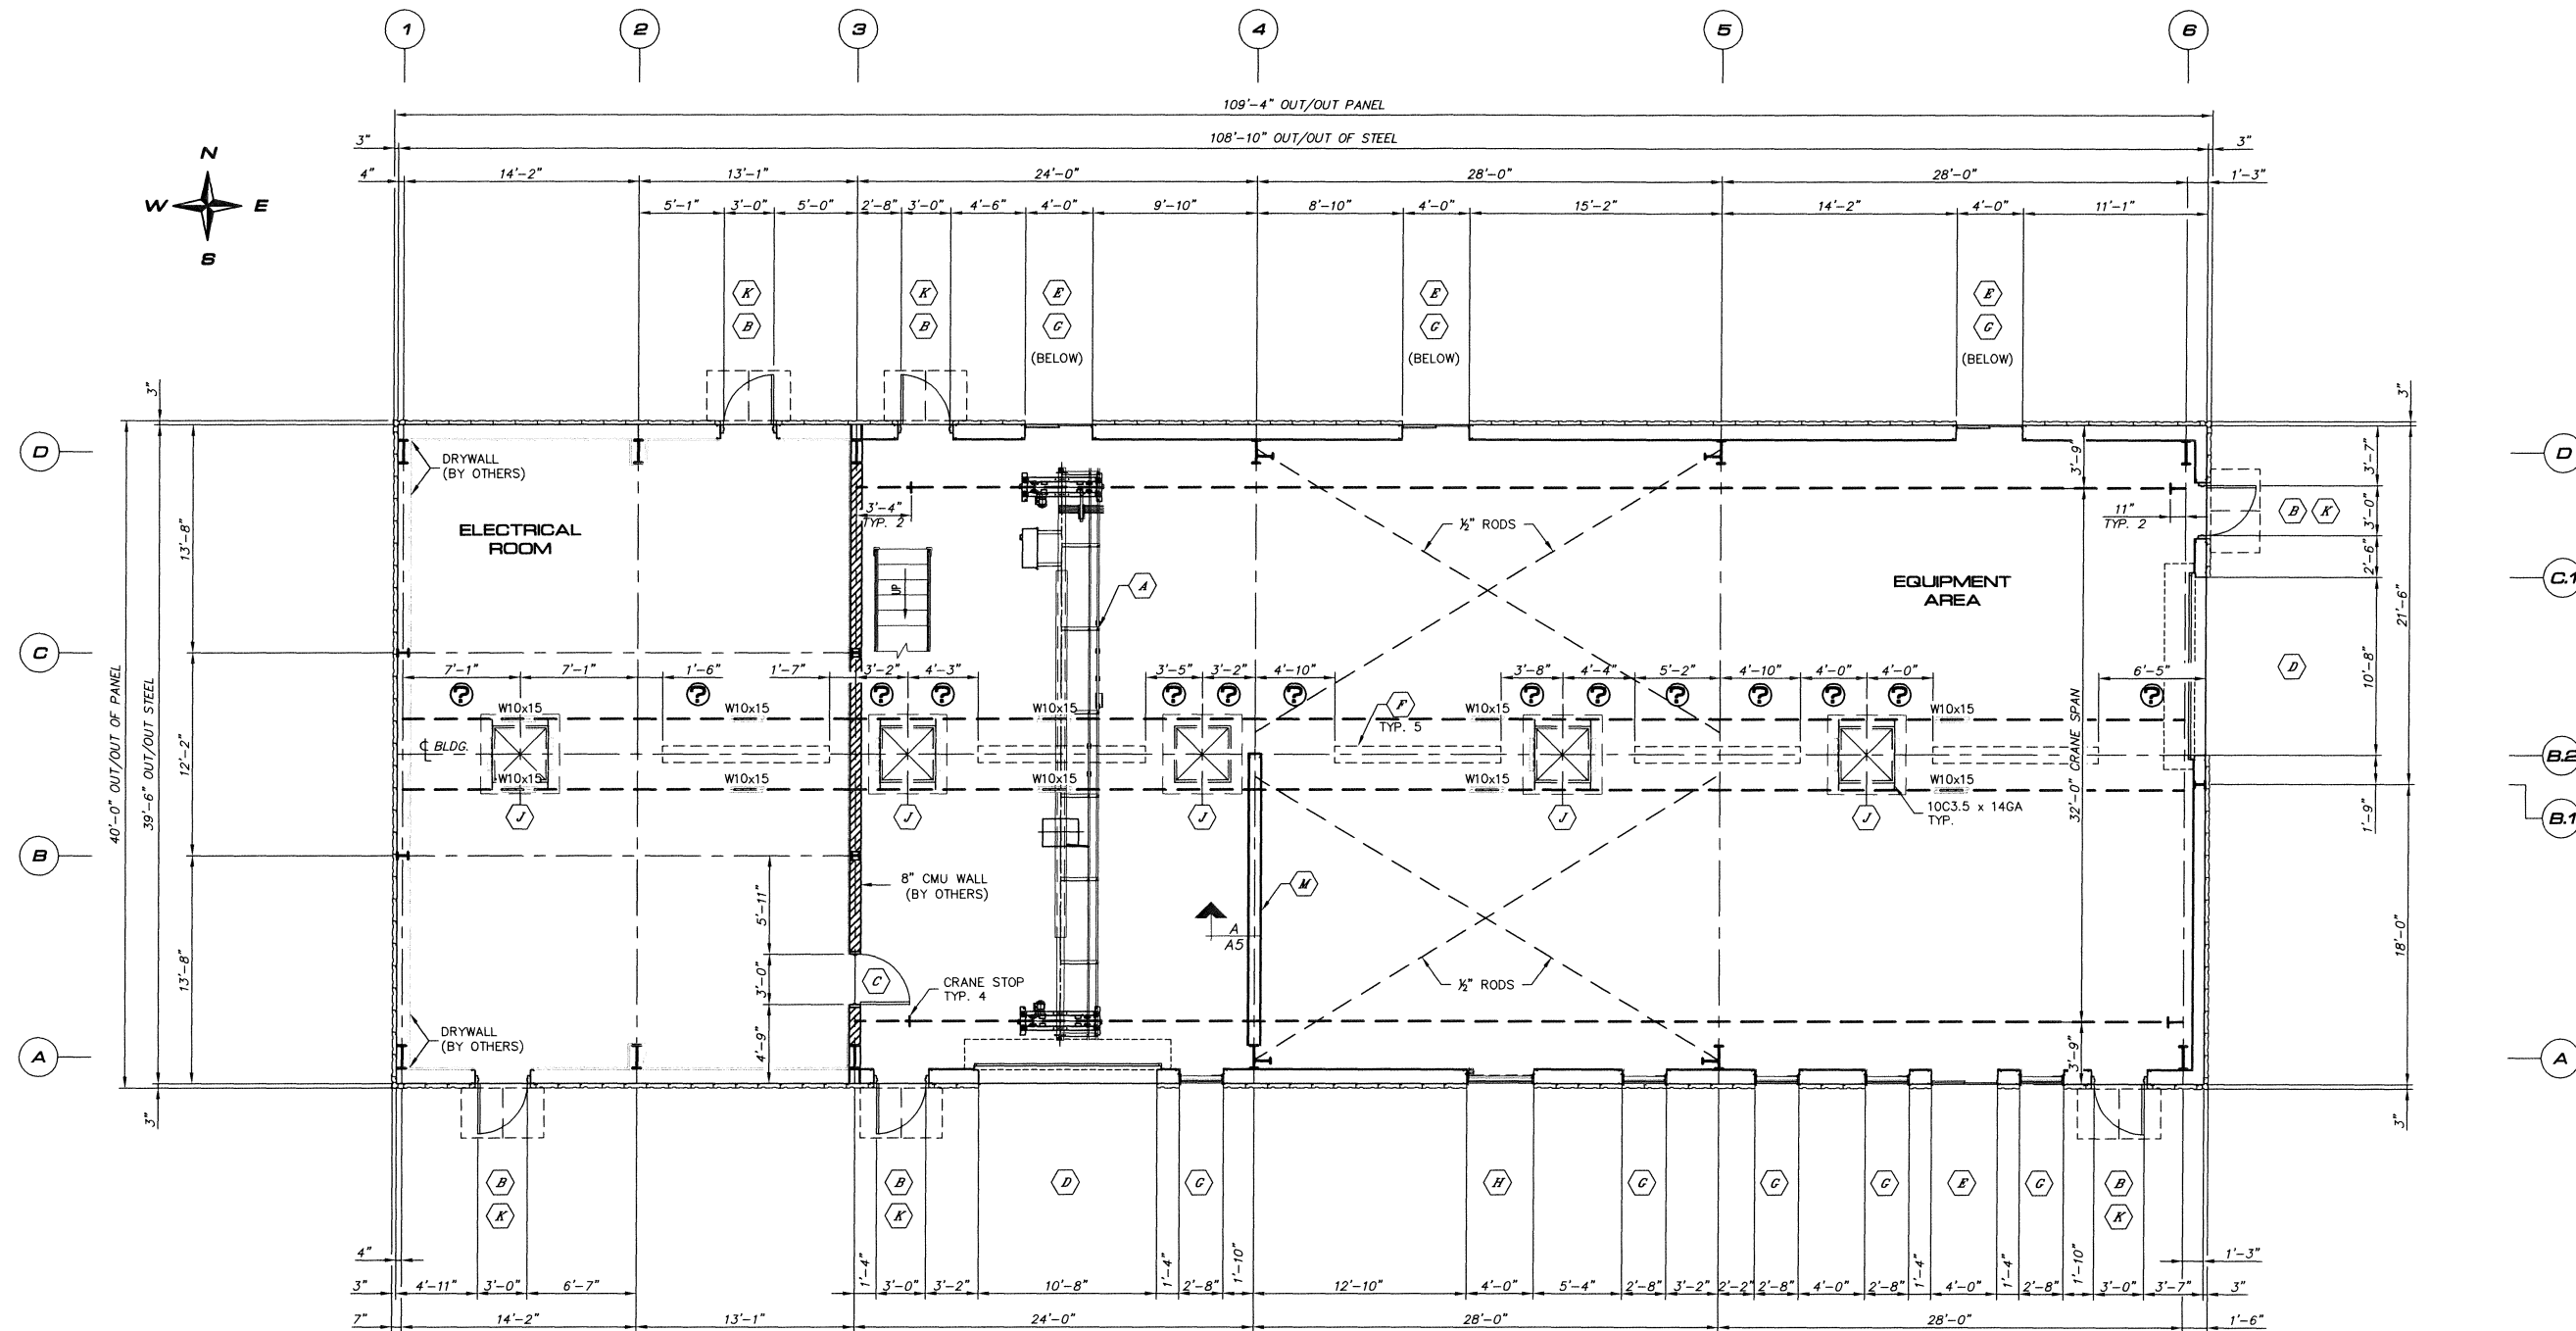 1 2 3 4 5 6
109'-4" OUT/OUT PANEL
3" 108'-10" OUT/OUT OF STEEL 3"
4" 14'-2" 13'-1" 24'-0" 28'-0" 28'-0" 1'-3"
5'-1" 3'-0" 5'-0" 2'-8" 3'-0" 4'-6" 4'-0" 9'-10" 8'-10" 4'-0" 15'-2" 14'-2" 4'-0" 11'-1"
N
W E
S
K K E E E
B B G G G
(BELOW) (BELOW) (BELOW)
3" 3"
D D
DRYWALL
(BY OTHERS)
3'-9" 3'-7"
ELECTRICAL
ROOM
3'-4"
TYP. 2
½" RODS
11"
TYP. 2
B K
3'-0"
2'-6"
13'-8"
UP
A
EQUIPMENT
AREA
C.1
21'-6"
C
40'-0" OUT/OUT OF PANEL
39'-6" OUT/OUT STEEL
12'-2"
7'-1" 7'-1" 1'-6" 1'-7" 3'-2" 4'-3" 3'-5" 3'-2" 4'-10" 3'-8" 4'-4" 5'-2" 4'-10" 4'-0" 4'-0" 6'-5"
10'-8"
D
? ? ? ? ? ? ? ? ? ? ? ? ?
W10x15 W10x15 W10x15 W10x15 W10x15
F
TYP. 5
32'-0" CRANE SPAN
℄ BLDG.
B.2
W10x15 W10x15 W10x15 W10x15 W10x15
J J J J J
10C3.5 x 14GA
TYP.
1'-9"
B.1
B
8" CMU WALL
(BY OTHERS)
5'-11"
M
A
A5
13'-8"
3'-0"
C
CRANE STOP
TYP. 4
½" RODS
18'-0"
DRYWALL
(BY OTHERS)
4'-9"
3'-9"
A A
3" 3"
B B D G H G G G E G B
K K K
4" 1'-3"
3" 4'-11" 3'-0" 6'-7" 1'-4" 3'-0" 3'-2" 10'-8" 1'-4" 2'-8" 1'-10" 12'-10" 4'-0" 5'-4" 2'-8" 3'-2" 2'-2" 2'-8" 4'-0" 2'-8" 1'-4" 4'-0" 1'-4" 2'-8" 1'-10" 3'-0" 3'-7" 3"
7" 14'-2" 13'-1" 24'-0" 28'-0" 28'-0" 1'-6"